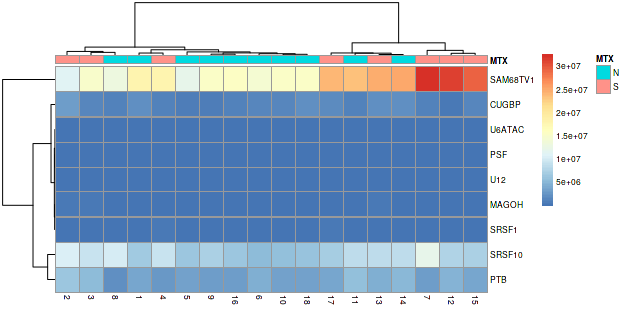 MTX
SAM68TV1
CUGBP
U6ATAC
PSF
U12
MAGOH
SRSF1
SRSF10
PTB
2 3 8 1 4 5 9 16 6 10 18 17 11 13 14 7 12 15
3e+07
2.5e+07
2e+07
1.5e+07
1e+07
5e+06
MTX
N
S